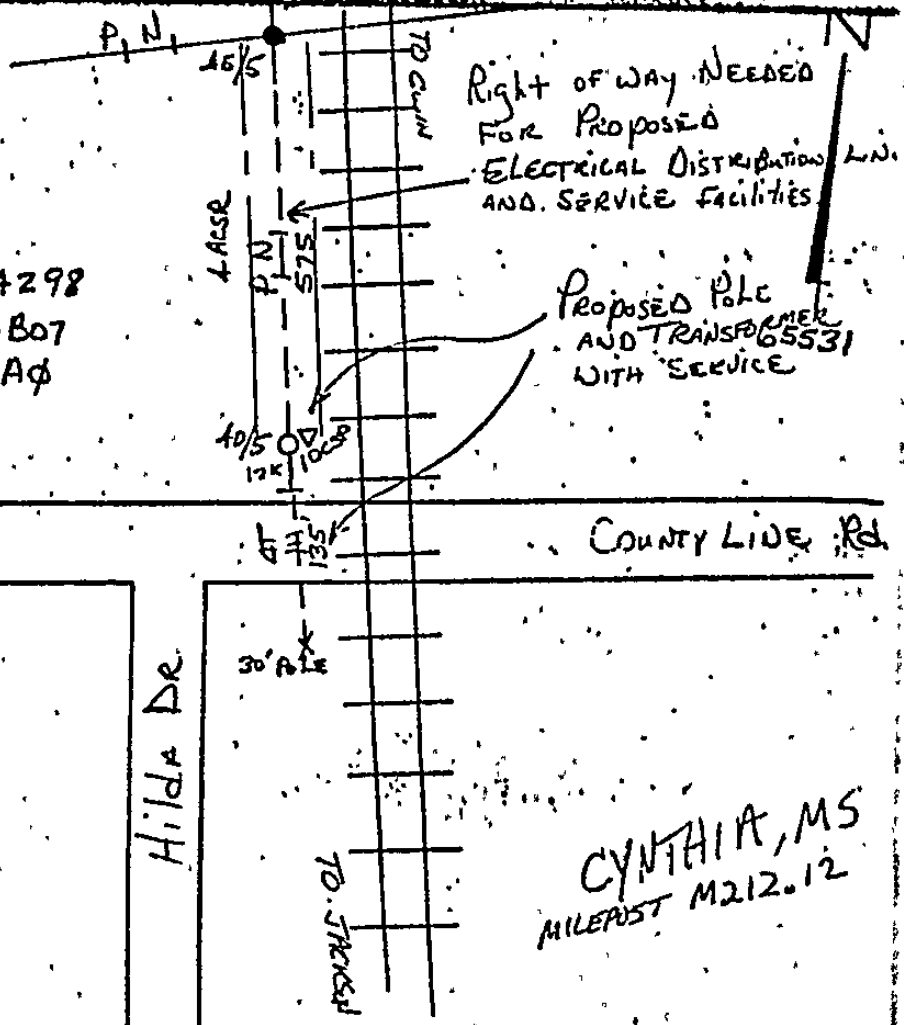 P, N,
45/5
TO
N
Right OF WAY NEEDED
FOR PROPOSED
ELECTRICAL DISTRIBUTION L.N.
AND. SERVICE FACILITIES
4 ACSR
P N
575
4298
B07
AΦ
PROPOSED POLE
AND TRANSFORMER
65531
WITH SERVICE
40/5
12K
135'
COUNTY LINE Rd.
30' POLE
Hilda DR.
TO. JACKSON
CYNTHIA, MS
MILEPOST M212.12